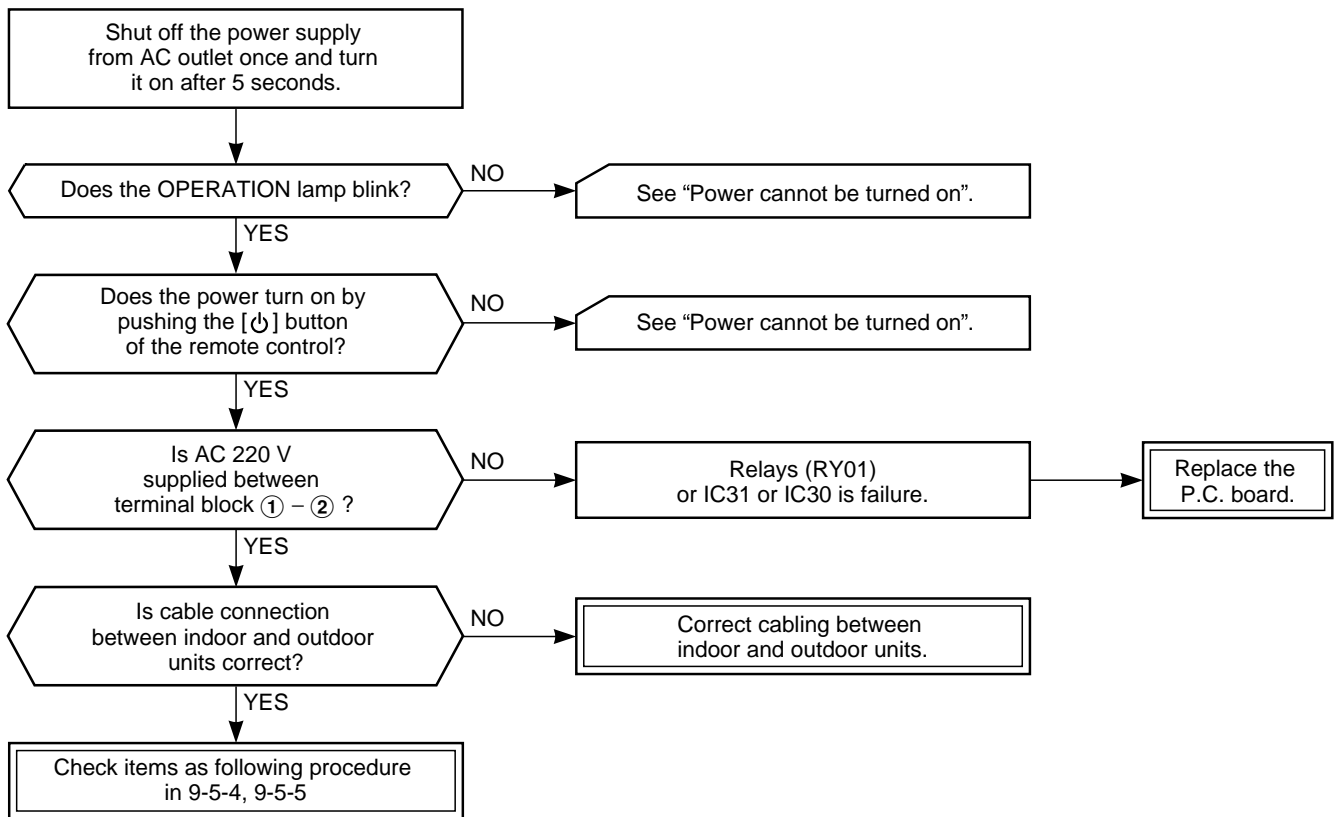 Shut off the power supply
from AC outlet once and turn
it on after 5 seconds.
Does the OPERATION lamp blink?
NO
See “Power cannot be turned on”.
YES
Does the power turn on by
pushing the [⏻] button
of the remote control?
NO
See “Power cannot be turned on”.
YES
Is AC 220 V
supplied between
terminal block ① – ② ?
NO
Relays (RY01)
or IC31 or IC30 is failure.
Replace the
P.C. board.
YES
Is cable connection
between indoor and outdoor
units correct?
NO
Correct cabling between
indoor and outdoor units.
YES
Check items as following procedure
in 9-5-4, 9-5-5